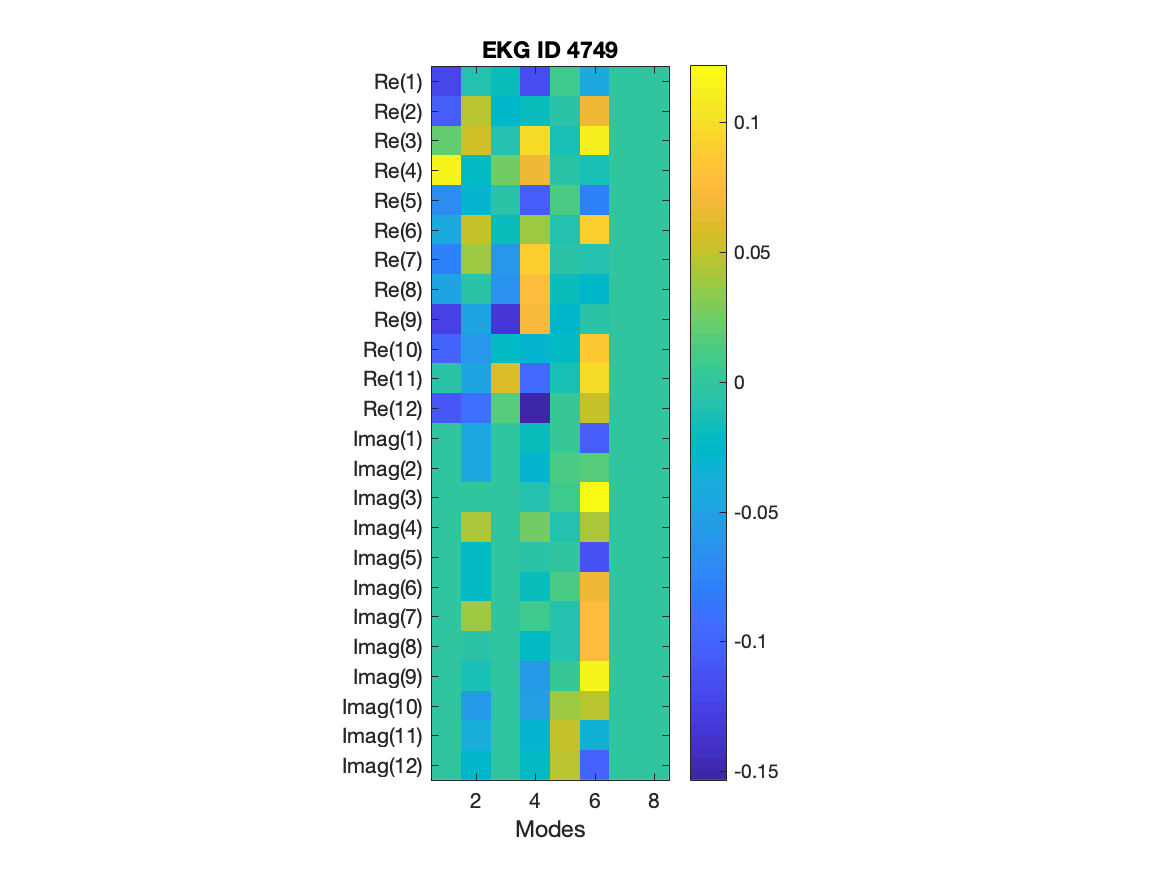 EKG ID 4749
Re(1)
Re(2)
Re(3)
Re(4)
Re(5)
Re(6)
Re(7)
Re(8)
Re(9)
Re(10)
Re(11)
Re(12)
Imag(1)
Imag(2)
Imag(3)
Imag(4)
Imag(5)
Imag(6)
Imag(7)
Imag(8)
Imag(9)
Imag(10)
Imag(11)
Imag(12)
2 4 6 8
Modes
0.1
0.05
0
-0.05
-0.1
-0.15